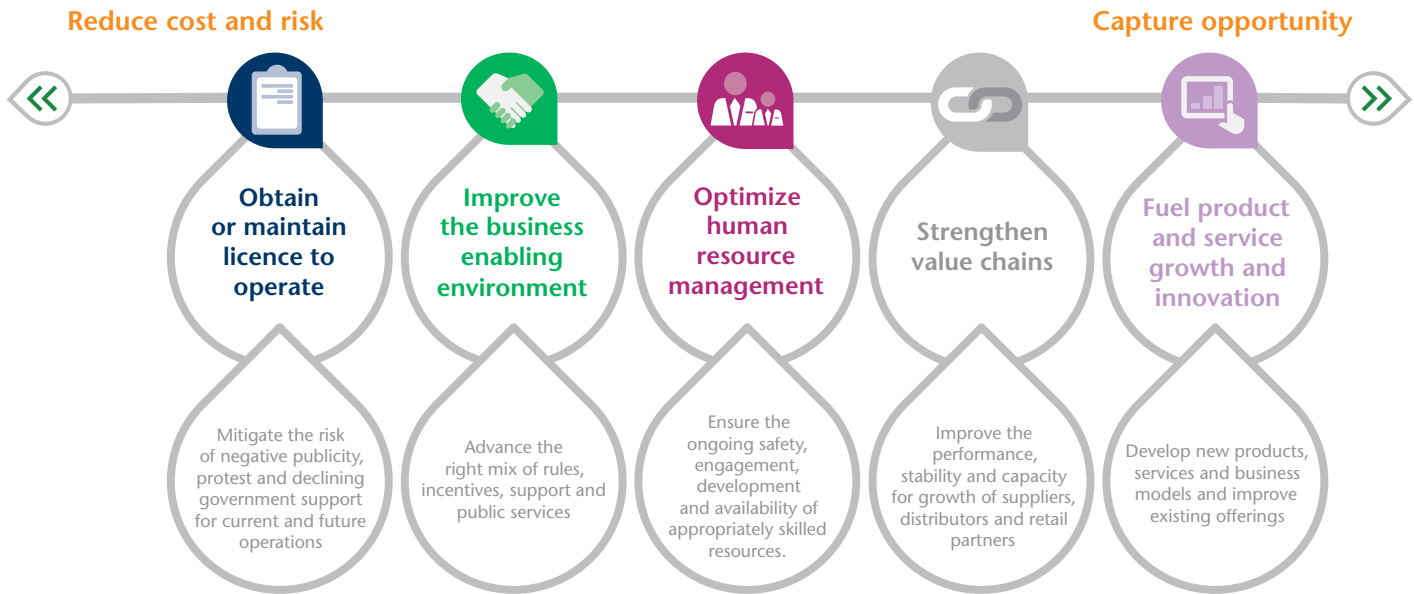 Reduce cost and risk
Capture opportunity
Obtain
or maintain
licence to
operate
Improve
the business
enabling
environment
Optimize
human
resource
management
Strengthen
value chains
Fuel product
and service
growth and
innovation
Mitigate the risk
of negative publicity,
protest and declining
government support
for current and future
operations
Advance the
right mix of rules,
incentives, support and
public services
Ensure the
ongoing safety,
engagement,
development
and availability of
appropriately skilled
resources.
Improve the
performance,
stability and capacity
for growth of suppliers,
distributors and retail
partners
Develop new products,
services and business
models and improve
existing offerings